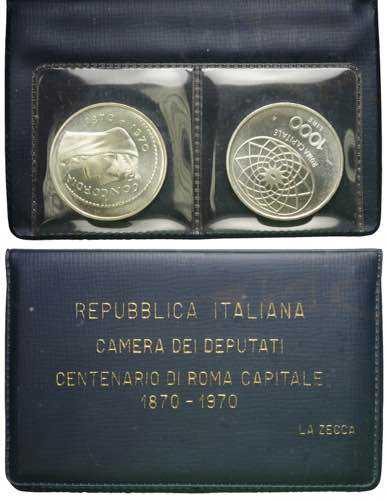 1870-1970
CONCORDIA
ROMA CAPITALE
1000
LIRE
REPUBBLICA ITALIANA
CAMERA DEI DEPUTATI
CENTENARIO DI ROMA CAPITALE
1870-1970
LA ZECCA